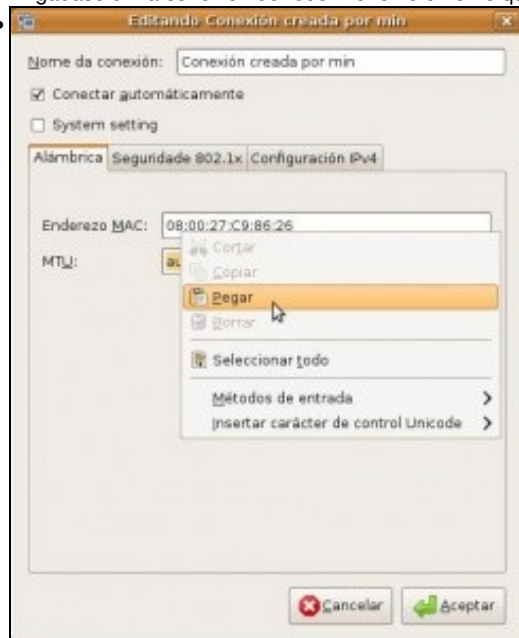 Editando Conexión creada por min
Nome da conexión: Conexión creada por min
Conectar automáticamente
System setting
Alámbrica Seguridade 802.1x Configuración IPv4
Enderezo MAC: 08:00:27:C9:86:26
MTU:
Cortar
Copiar
Pegar
Borrar
Seleccionar todo
Métodos de entrada
Insertar carácter de control Unicode
Cancelar Aceptar